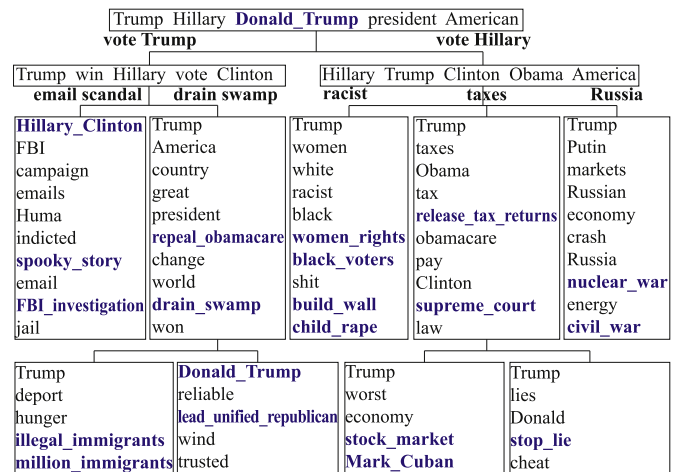 Trump Hillary Donald_Trump president American
vote Trump
vote Hillary
Trump win Hillary vote Clinton
Hillary Trump Clinton Obama America
email scandal
drain swamp
racist
taxes
Russia
Hillary_Clinton
FBI
campaign
emails
Huma
indicted
spooky_story
email
FBI_investigation
jail
Trump
America
country
great
president
repeal_obamacare
change
world
drain_swamp
won
Trump
women
white
racist
black
women_rights
black_voters
shit
build_wall
child_rape
Trump
taxes
Obama
tax
release_tax_returns
obamacare
pay
Clinton
supreme_court
law
Trump
Putin
markets
Russian
economy
crash
Russia
nuclear_war
energy
civil_war
Trump
deport
hunger
illegal_immigrants
million_immigrants
Donald_Trump
reliable
lead_unified_republican
wind
trusted
Trump
worst
economy
stock_market
Mark_Cuban
Trump
lies
Donald
stop_lie
cheat